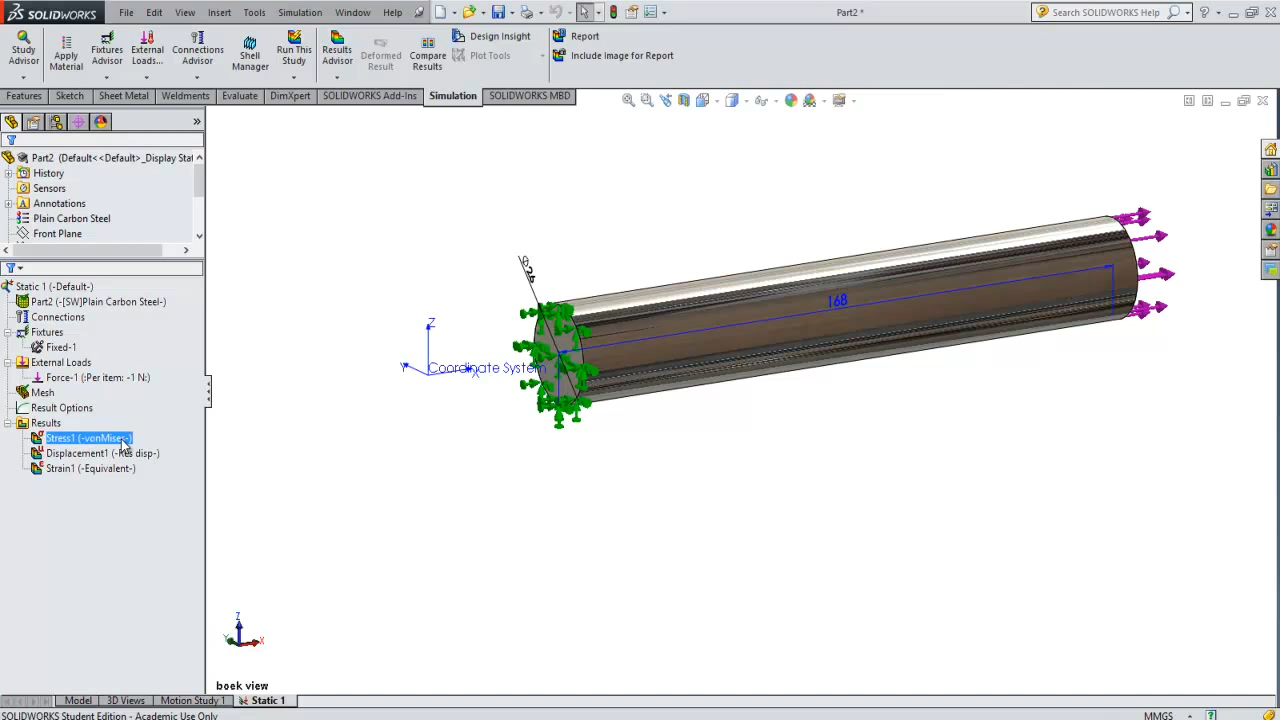 SOLIDWORKS File Edit View Insert Tools Simulation Window Help Part2 * Search SOLIDWORKS Help
Study Advisor
Apply Material
Fixtures Advisor
External Loads...
Connections Advisor
Shell Manager
Run This Study
Results Advisor
Deformed Result
Compare Results
Design Insight
Plot Tools
Report
Include Image for Report
Features Sketch Sheet Metal Weldments Evaluate DimXpert SOLIDWORKS Add-Ins Simulation SOLIDWORKS MBD
Part2 (Default<<Default>_Display Stat
History
Sensors
Annotations
Plain Carbon Steel
Front Plane
Static 1 (-Default-)
Part2 (-[SW]Plain Carbon Steel-)
Connections
Fixtures
Fixed-1
External Loads
Force-1 (Per item: -1 N:)
Mesh
Result Options
Results
Stress1 (-vonMises-)
Displacement1 (-Res disp-)
Strain1 (-Equivalent-)
168
Z
Y
X
Coordinate System
Z
Y
X
boek view
Model 3D Views Motion Study 1 Static 1
SOLIDWORKS Student Edition - Academic Use Only MMGS